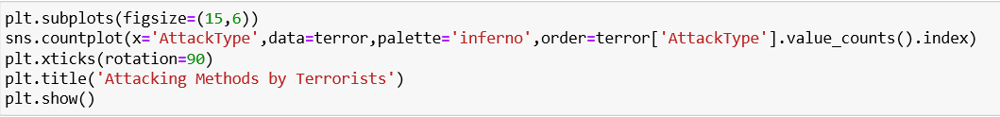 plt.subplots(figsize=(15,6))
sns.countplot(x='AttackType',data=terror,palette='inferno',order=terror['AttackType'].value_counts().index)
plt.xticks(rotation=90)
plt.title('Attacking Methods by Terrorists')
plt.show()